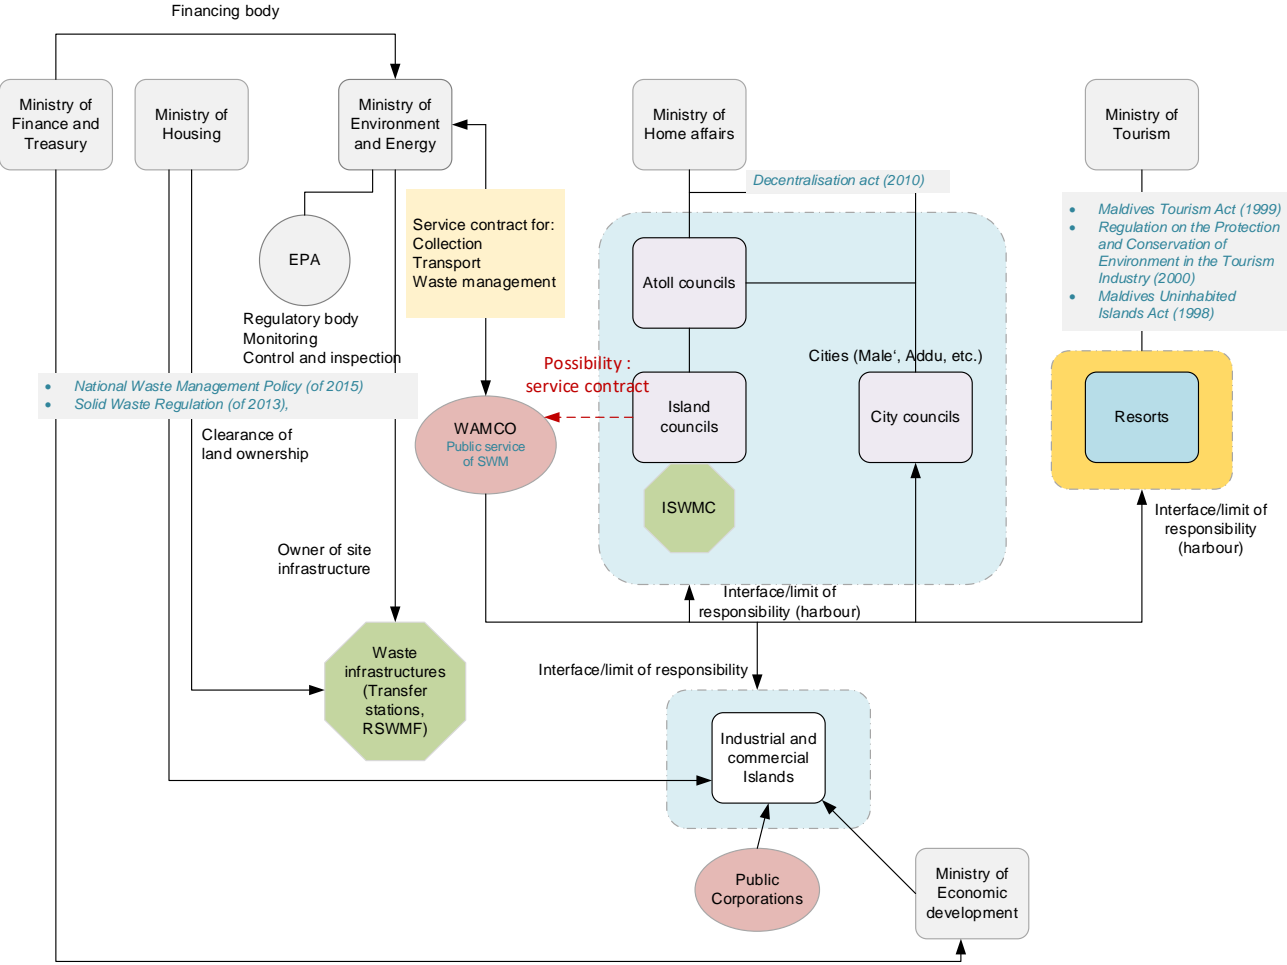 Financing body
Ministry of
Finance and
Treasury
Ministry of
Housing
Ministry of
Environment
and Energy
Ministry of
Home affairs
Ministry of
Tourism
Decentralisation act (2010)
Service contract for:
Collection
Transport
Waste management
EPA
Regulatory body
Monitoring
Control and inspection
• Maldives Tourism Act (1999)
• Regulation on the Protection
and Conservation of
Environment in the Tourism
Industry (2000)
• Maldives Uninhabited
Islands Act (1998)
Atoll councils
Cities (Male‘, Addu, etc.)
Possibility :
service contract
• National Waste Management Policy (of 2015)
• Solid Waste Regulation (of 2013),
Island
councils
City councils
Resorts
WAMCO
Public service
of SWM
Clearance of
land ownership
ISWMC
Interface/limit of
responsibility
(harbour)
Owner of site
infrastructure
Interface/limit of
responsibility (harbour)
Interface/limit of responsibility
Waste
infrastructures
(Transfer
stations,
RSWMF)
Industrial and
commercial
Islands
Public
Corporations
Ministry of
Economic
development